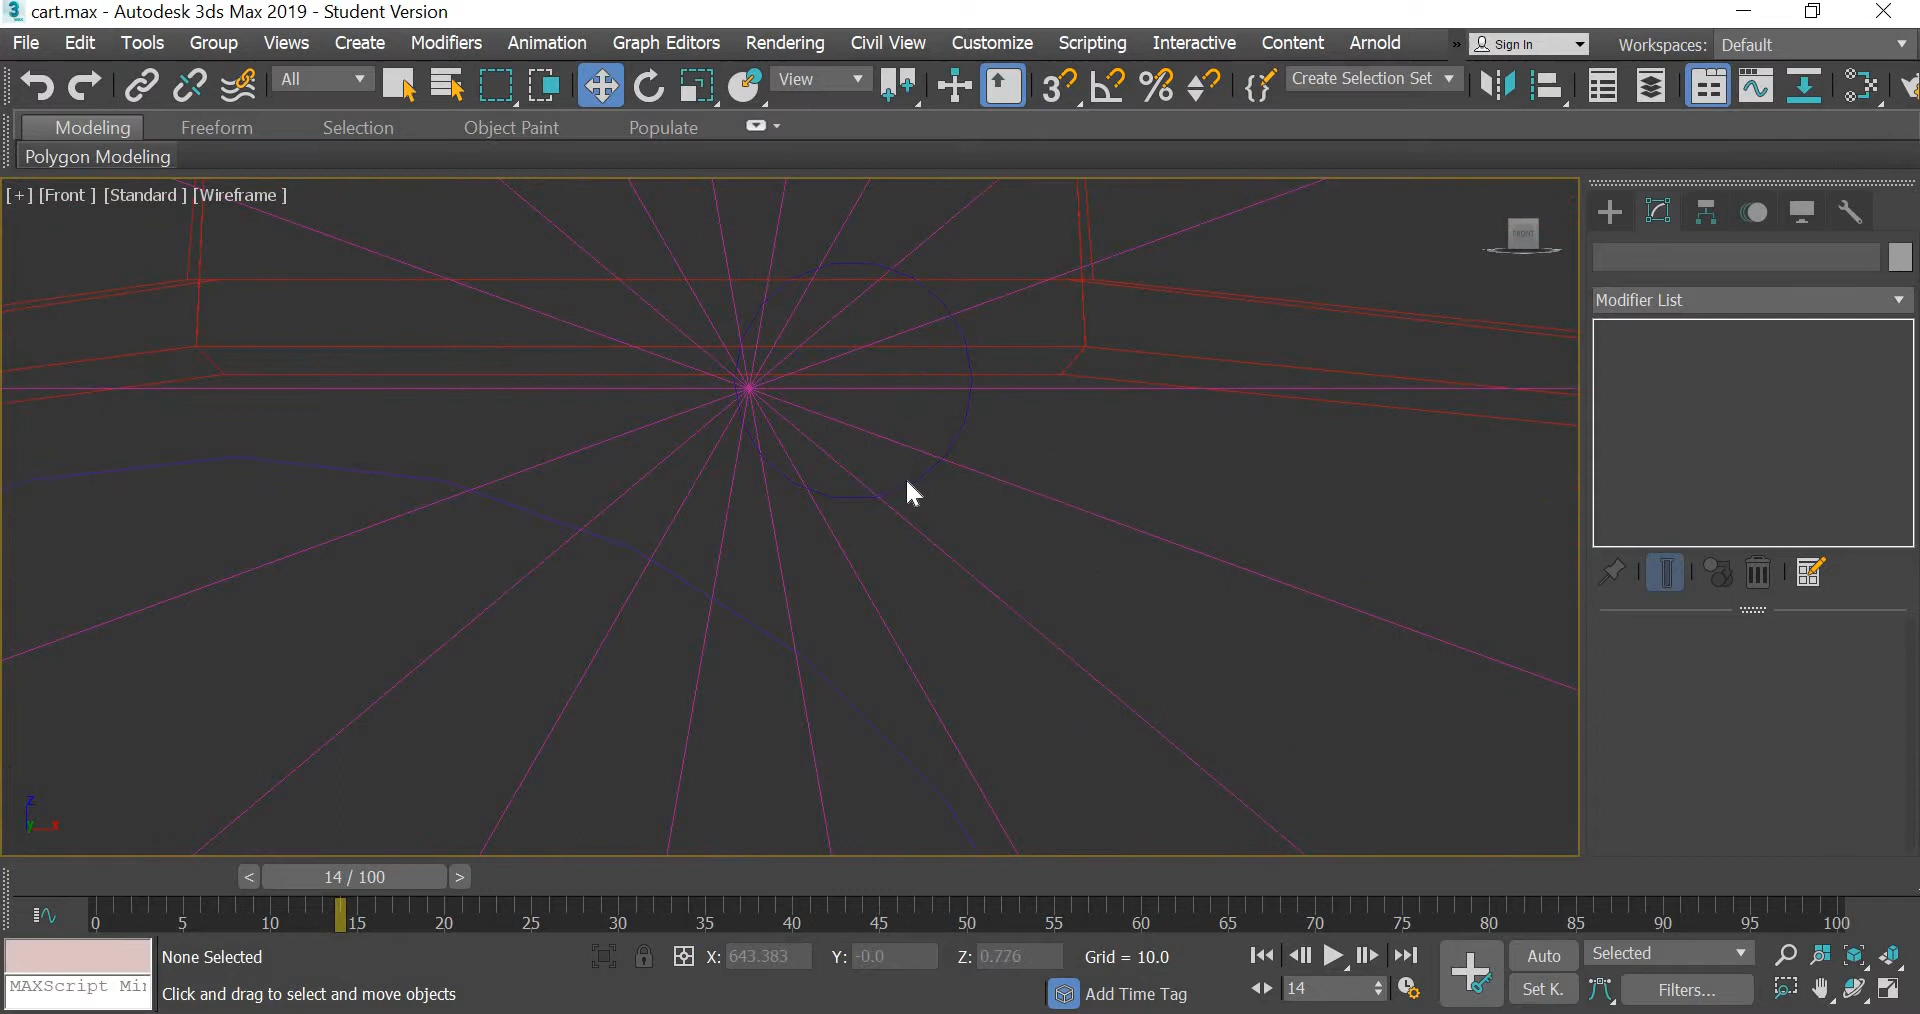 cart.max - Autodesk 3ds Max 2019 - Student Version
File Edit Tools Group Views Create Modifiers Animation Graph Editors Rendering Civil View Customize Scripting Interactive Content Arnold » Sign In Workspaces: Default
All View 3 Create Selection Set
Modeling Freeform Selection Object Paint Populate
Polygon Modeling
[+] [Front ] [Standard ] [Wireframe ]
FRONT
Modifier List
z
y x
< 14 / 100 >
0 5 10 15 20 25 30 35 40 45 50 55 60 65 70 75 80 85 90 95 100
None Selected X: 643.383 Y: -0.0 Z: 0.776 Grid = 10.0 Auto Selected
MAXScript Mi
Click and drag to select and move objects Add Time Tag 14 Set K. Filters...